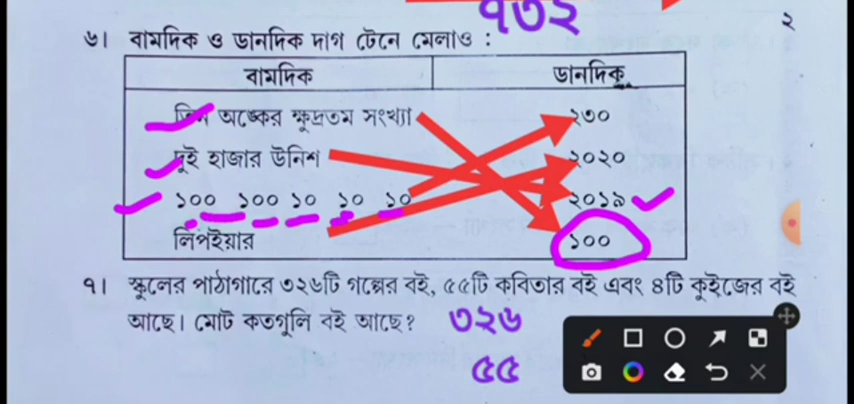 ৭৩২
২
৬। বামদিক ও ডানদিক দাগ টেনে মেলাও :
বামদিক ডানদিক
তিন অঙ্কের ক্ষুদ্রতম সংখ্যা ২৩০
দুই হাজার উনিশ ২০২০
১০০ ১০০ ১০ ১০ ১০ ২০১৯
লিপইয়ার ১০০
৭। স্কুলের পাঠাগারে ৩২৬টি গল্পের বই, ৫৫টি কবিতার বই এবং ৪টি কুইজের বই
আছে। মোট কতগুলি বই আছে? ৩২৬
৫৫